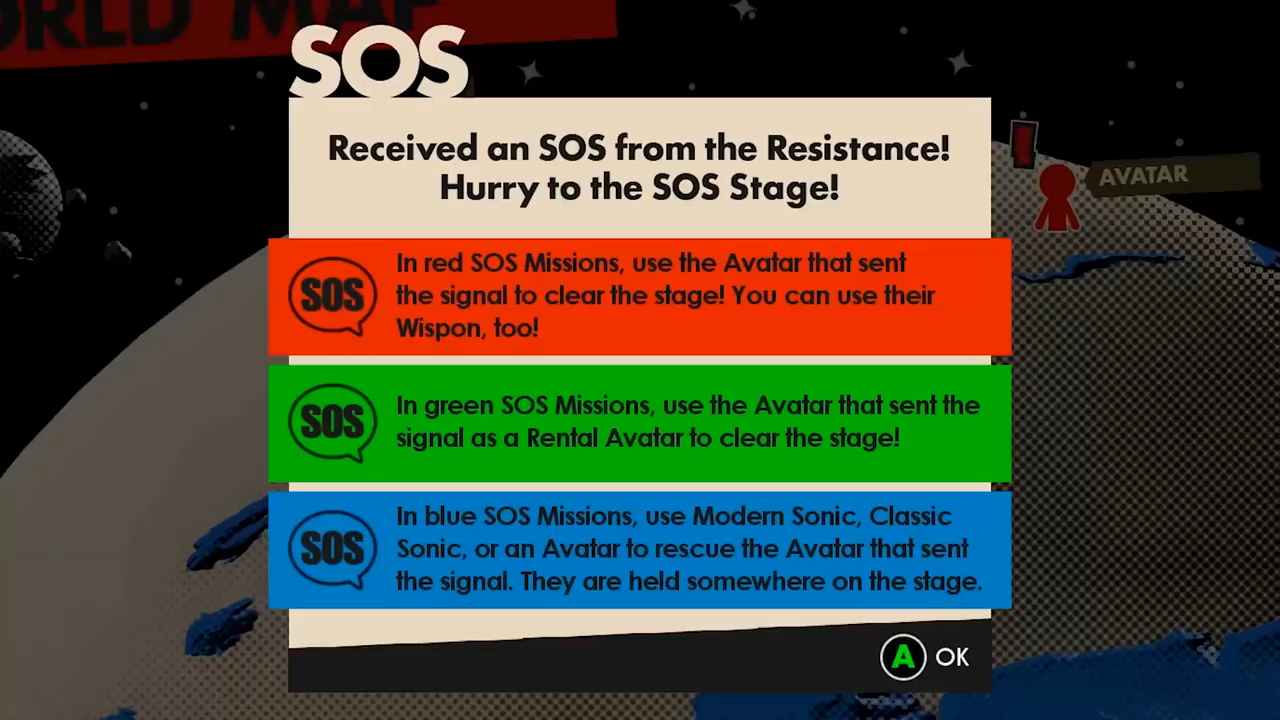 ORLD MAP
SOS
Received an SOS from the Resistance!
Hurry to the SOS Stage!
AVATAR
SOS
In red SOS Missions, use the Avatar that sent
the signal to clear the stage! You can use their
Wispon, too!
SOS
In green SOS Missions, use the Avatar that sent the
signal as a Rental Avatar to clear the stage!
SOS
In blue SOS Missions, use Modern Sonic, Classic
Sonic, or an Avatar to rescue the Avatar that sent
the signal. They are held somewhere on the stage.
A OK